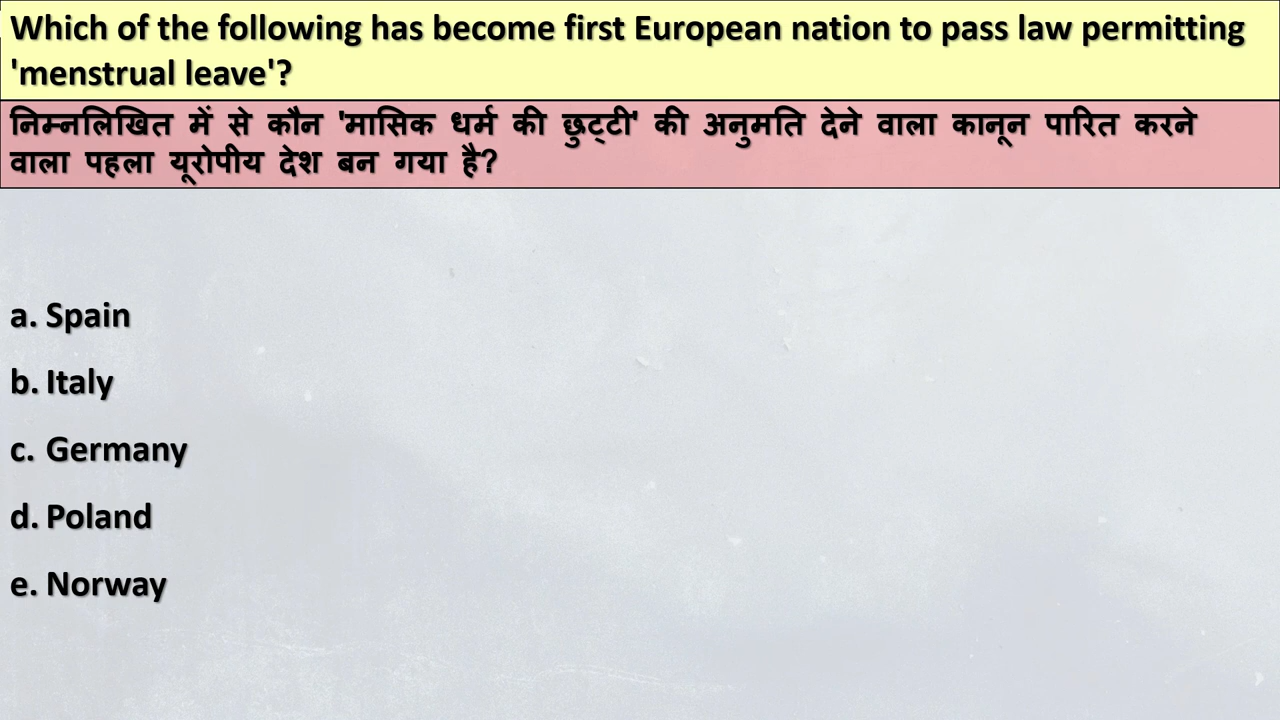 Which of the following has become first European nation to pass law permitting
'menstrual leave'?
निम्नलिखित में से कौन 'मासिक धर्म की छुट्टी' की अनुमति देने वाला कानून पारित करने
वाला पहला यूरोपीय देश बन गया है?
a. Spain
b. Italy
c. Germany
d. Poland
e. Norway